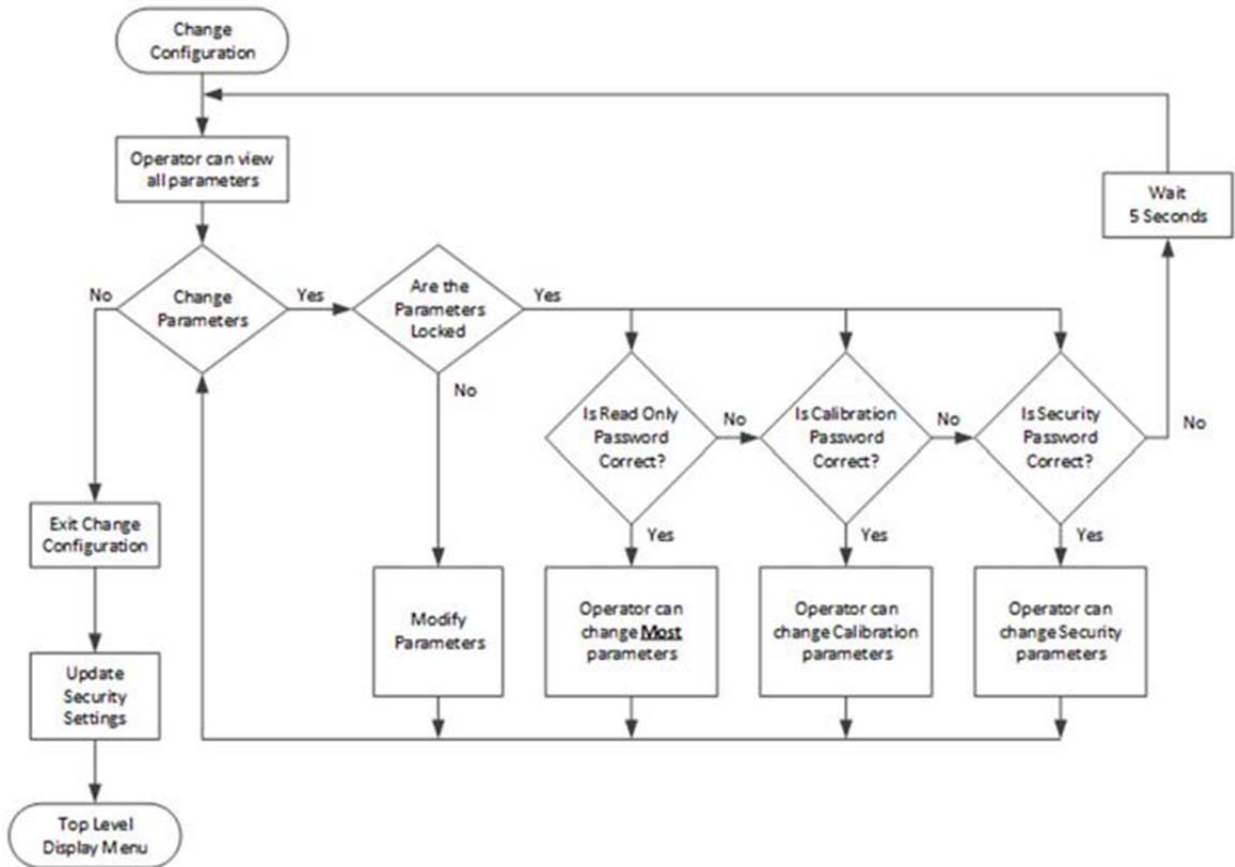 Change
Configuration
Operator can view
all parameters
Wait
5 Seconds
No
Change
Parameters
Yes
Are the
Parameters
Locked
Yes
No
Is Read Only
Password
Correct?
No
Is Calibration
Password
Correct?
No
Is Security
Password
Correct?
No
Yes
Yes
Yes
Exit Change
Configuration
Modify
Parameters
Operator can
change Most
parameters
Operator can
change Calibration
parameters
Operator can
change Security
parameters
Update
Security
Settings
Top Level
Display Menu